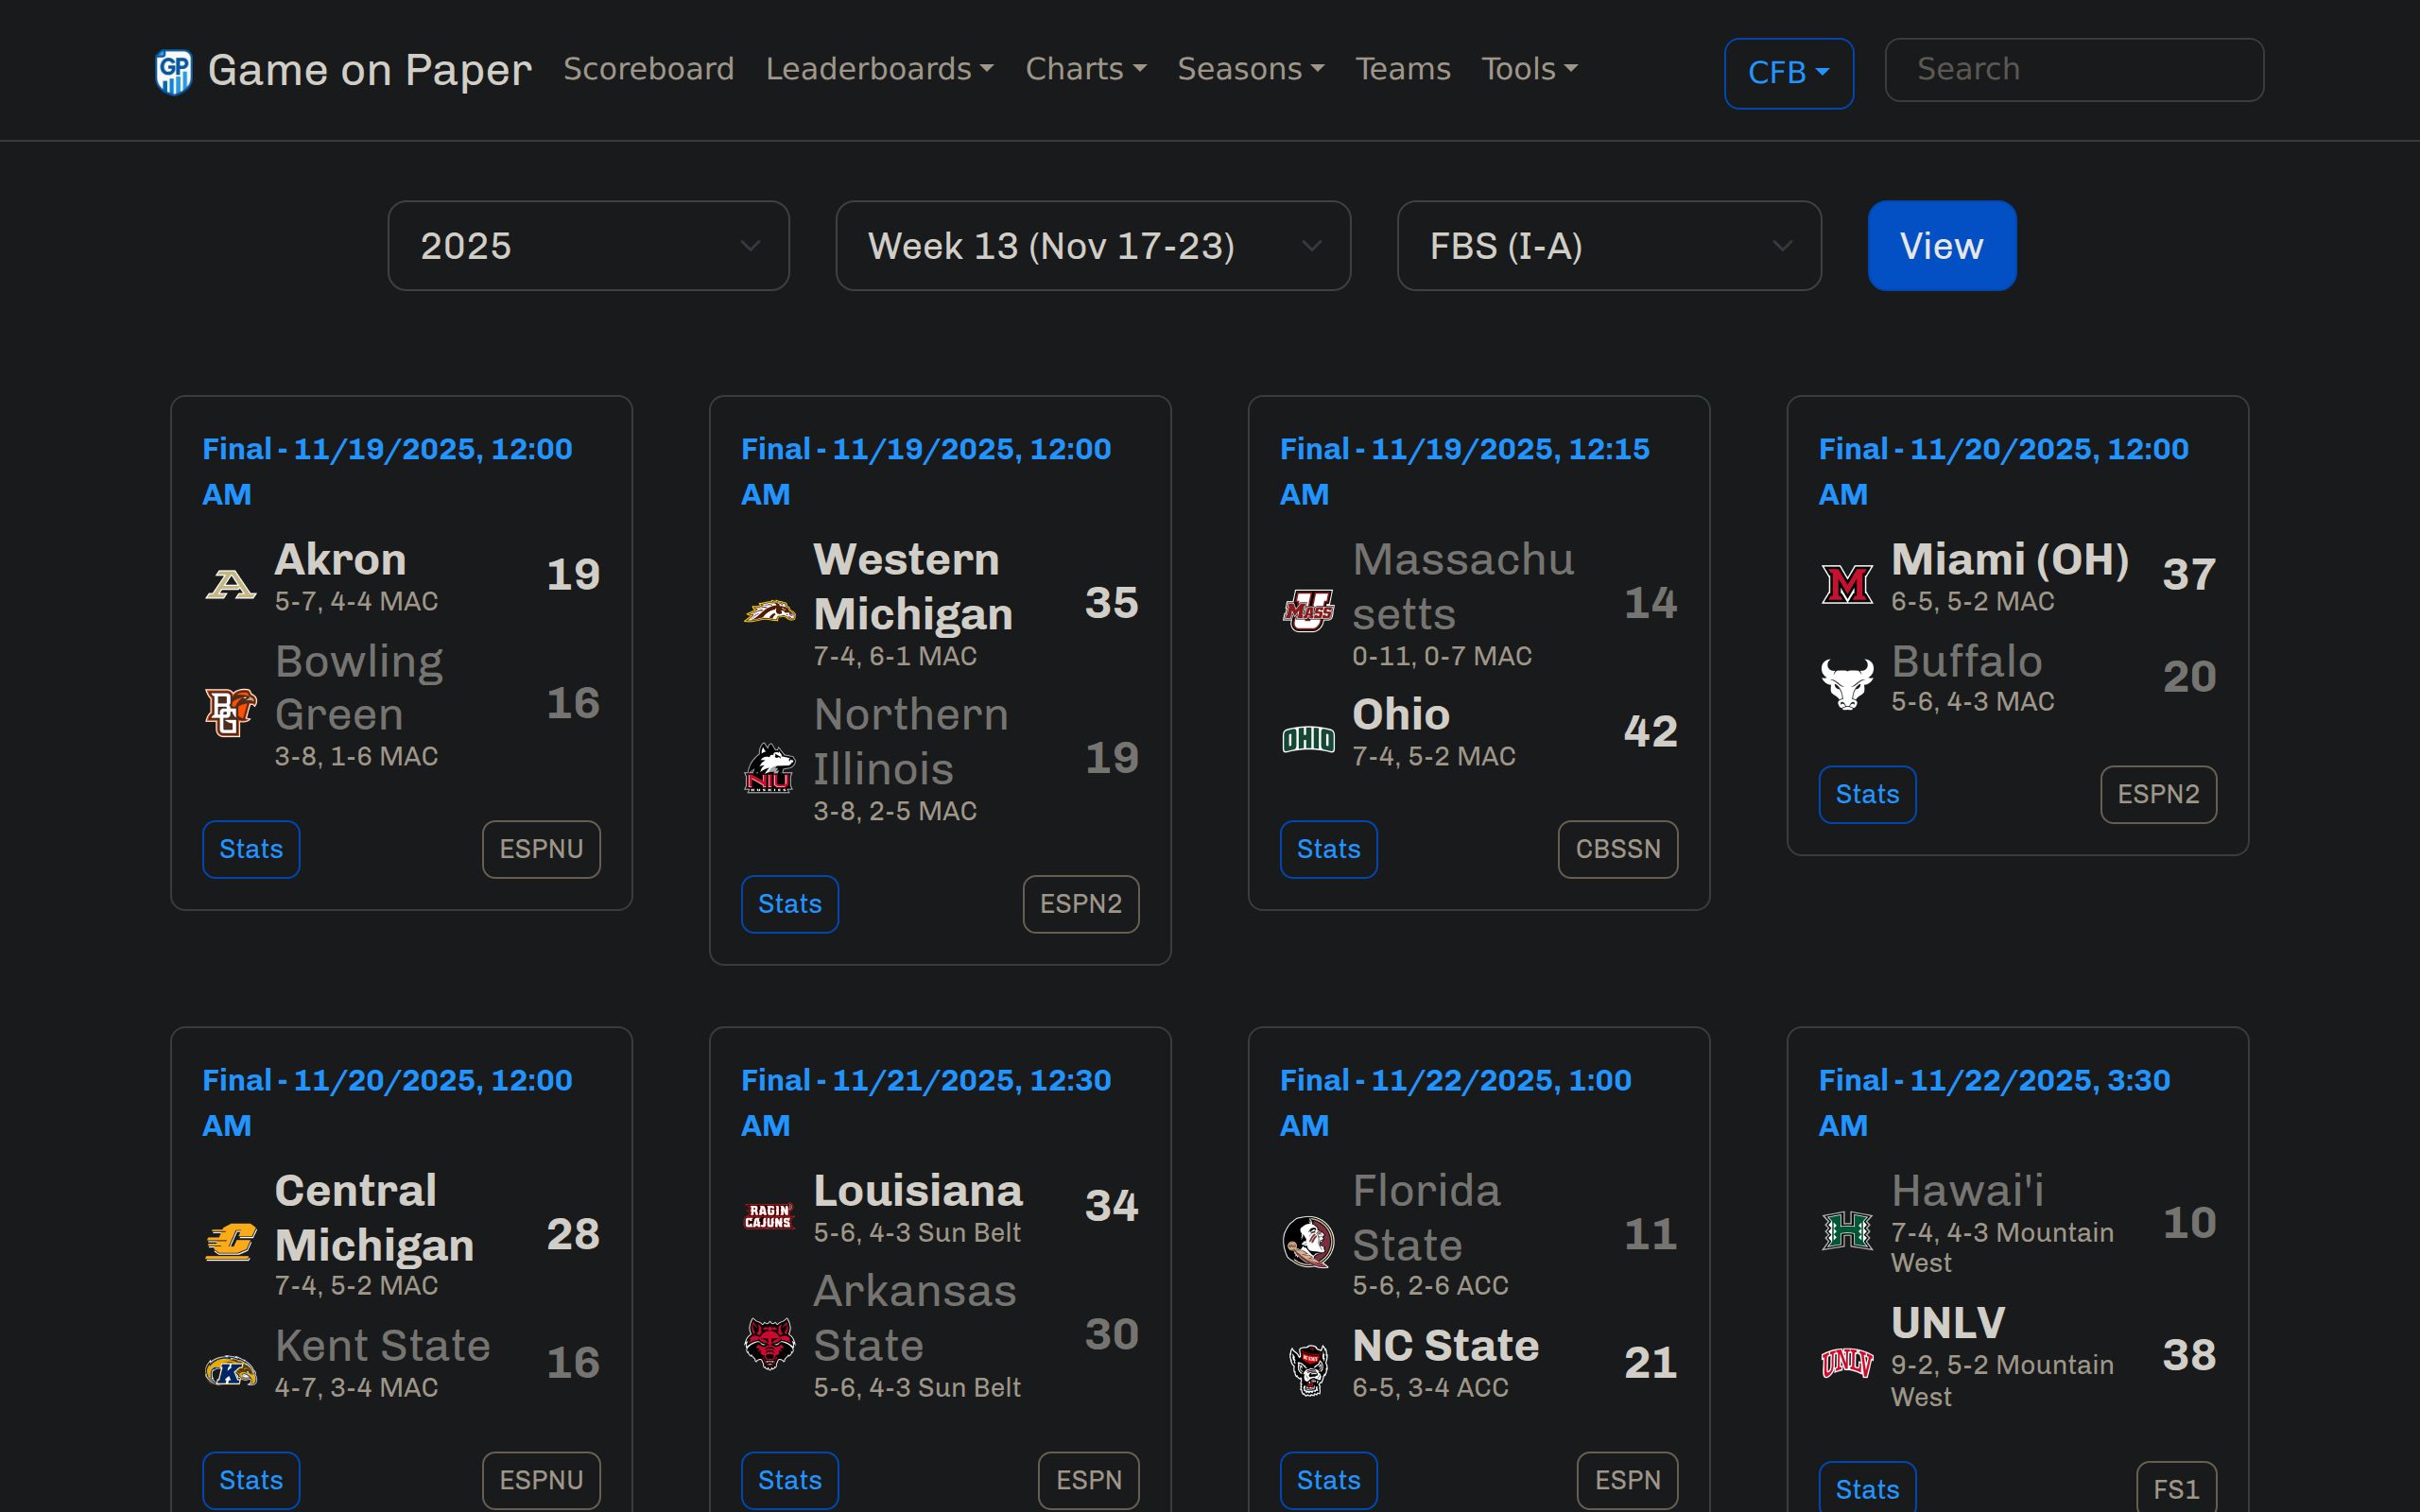 GP Game on Paper Scoreboard Leaderboards Charts Seasons Teams Tools CFB Search
2025 Week 13 (Nov 17-23) FBS (I-A) View
Final - 11/19/2025, 12:00
AM
Akron 19
5-7, 4-4 MAC
Bowling
Green 16
3-8, 1-6 MAC
Stats ESPNU
Final - 11/19/2025, 12:00
AM
Western
Michigan 35
7-4, 6-1 MAC
Northern
Illinois 19
3-8, 2-5 MAC
NIU
HUSKIES
Stats ESPN2
Final - 11/19/2025, 12:15
AM
Massachu
setts 14
0-11, 0-7 MAC
MASS
Ohio 42
7-4, 5-2 MAC
OHIO
Stats CBSSN
Final - 11/20/2025, 12:00
AM
Miami (OH) 37
6-5, 5-2 MAC
Buffalo 20
5-6, 4-3 MAC
Stats ESPN2
Final - 11/20/2025, 12:00
AM
Central
Michigan 28
7-4, 5-2 MAC
Kent State 16
4-7, 3-4 MAC
Stats ESPNU
Final - 11/21/2025, 12:30
AM
RAGIN'
CAJUNS
Louisiana 34
5-6, 4-3 Sun Belt
Arkansas
State 30
5-6, 4-3 Sun Belt
Stats ESPN
Final - 11/22/2025, 1:00
AM
Florida
State 11
5-6, 2-6 ACC
NC State 21
6-5, 3-4 ACC
Stats ESPN
Final - 11/22/2025, 3:30
AM
Hawai'i 10
7-4, 4-3 Mountain
West
UNLV
UNLV 38
9-2, 5-2 Mountain
West
Stats FS1